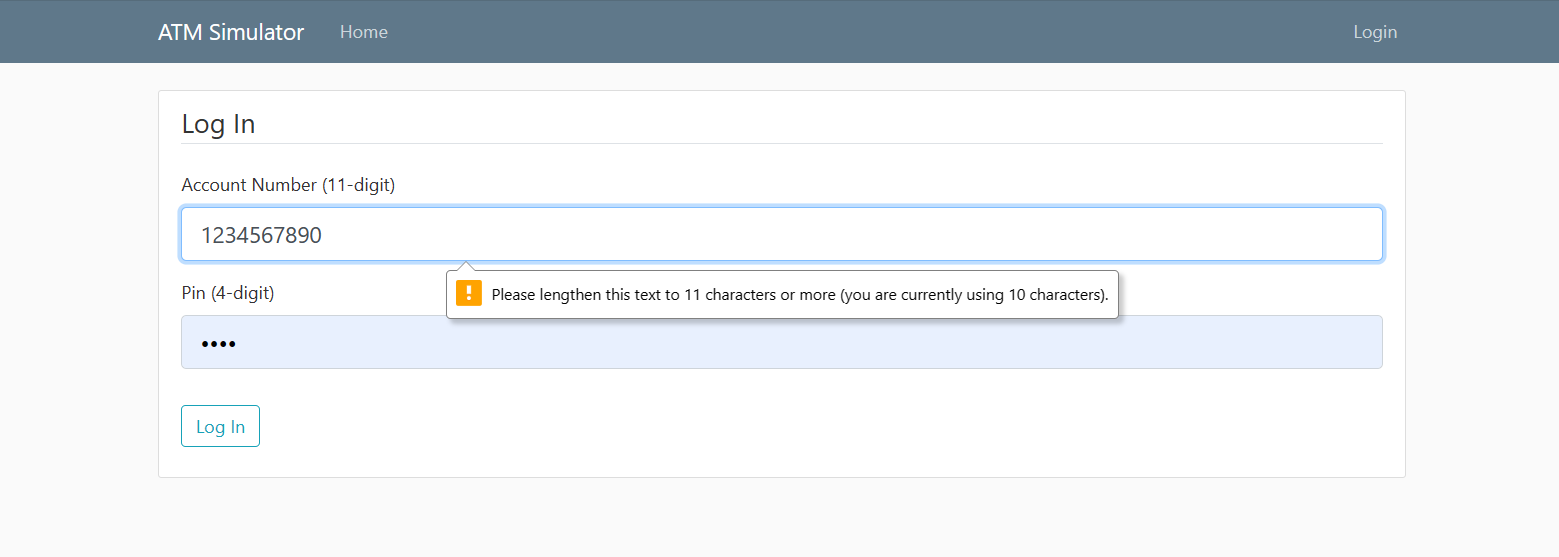 ATM Simulator Home Login
Log In
Account Number (11-digit)
1234567890
Please lengthen this text to 11 characters or more (you are currently using 10 characters).
Pin (4-digit)
••••
Log In